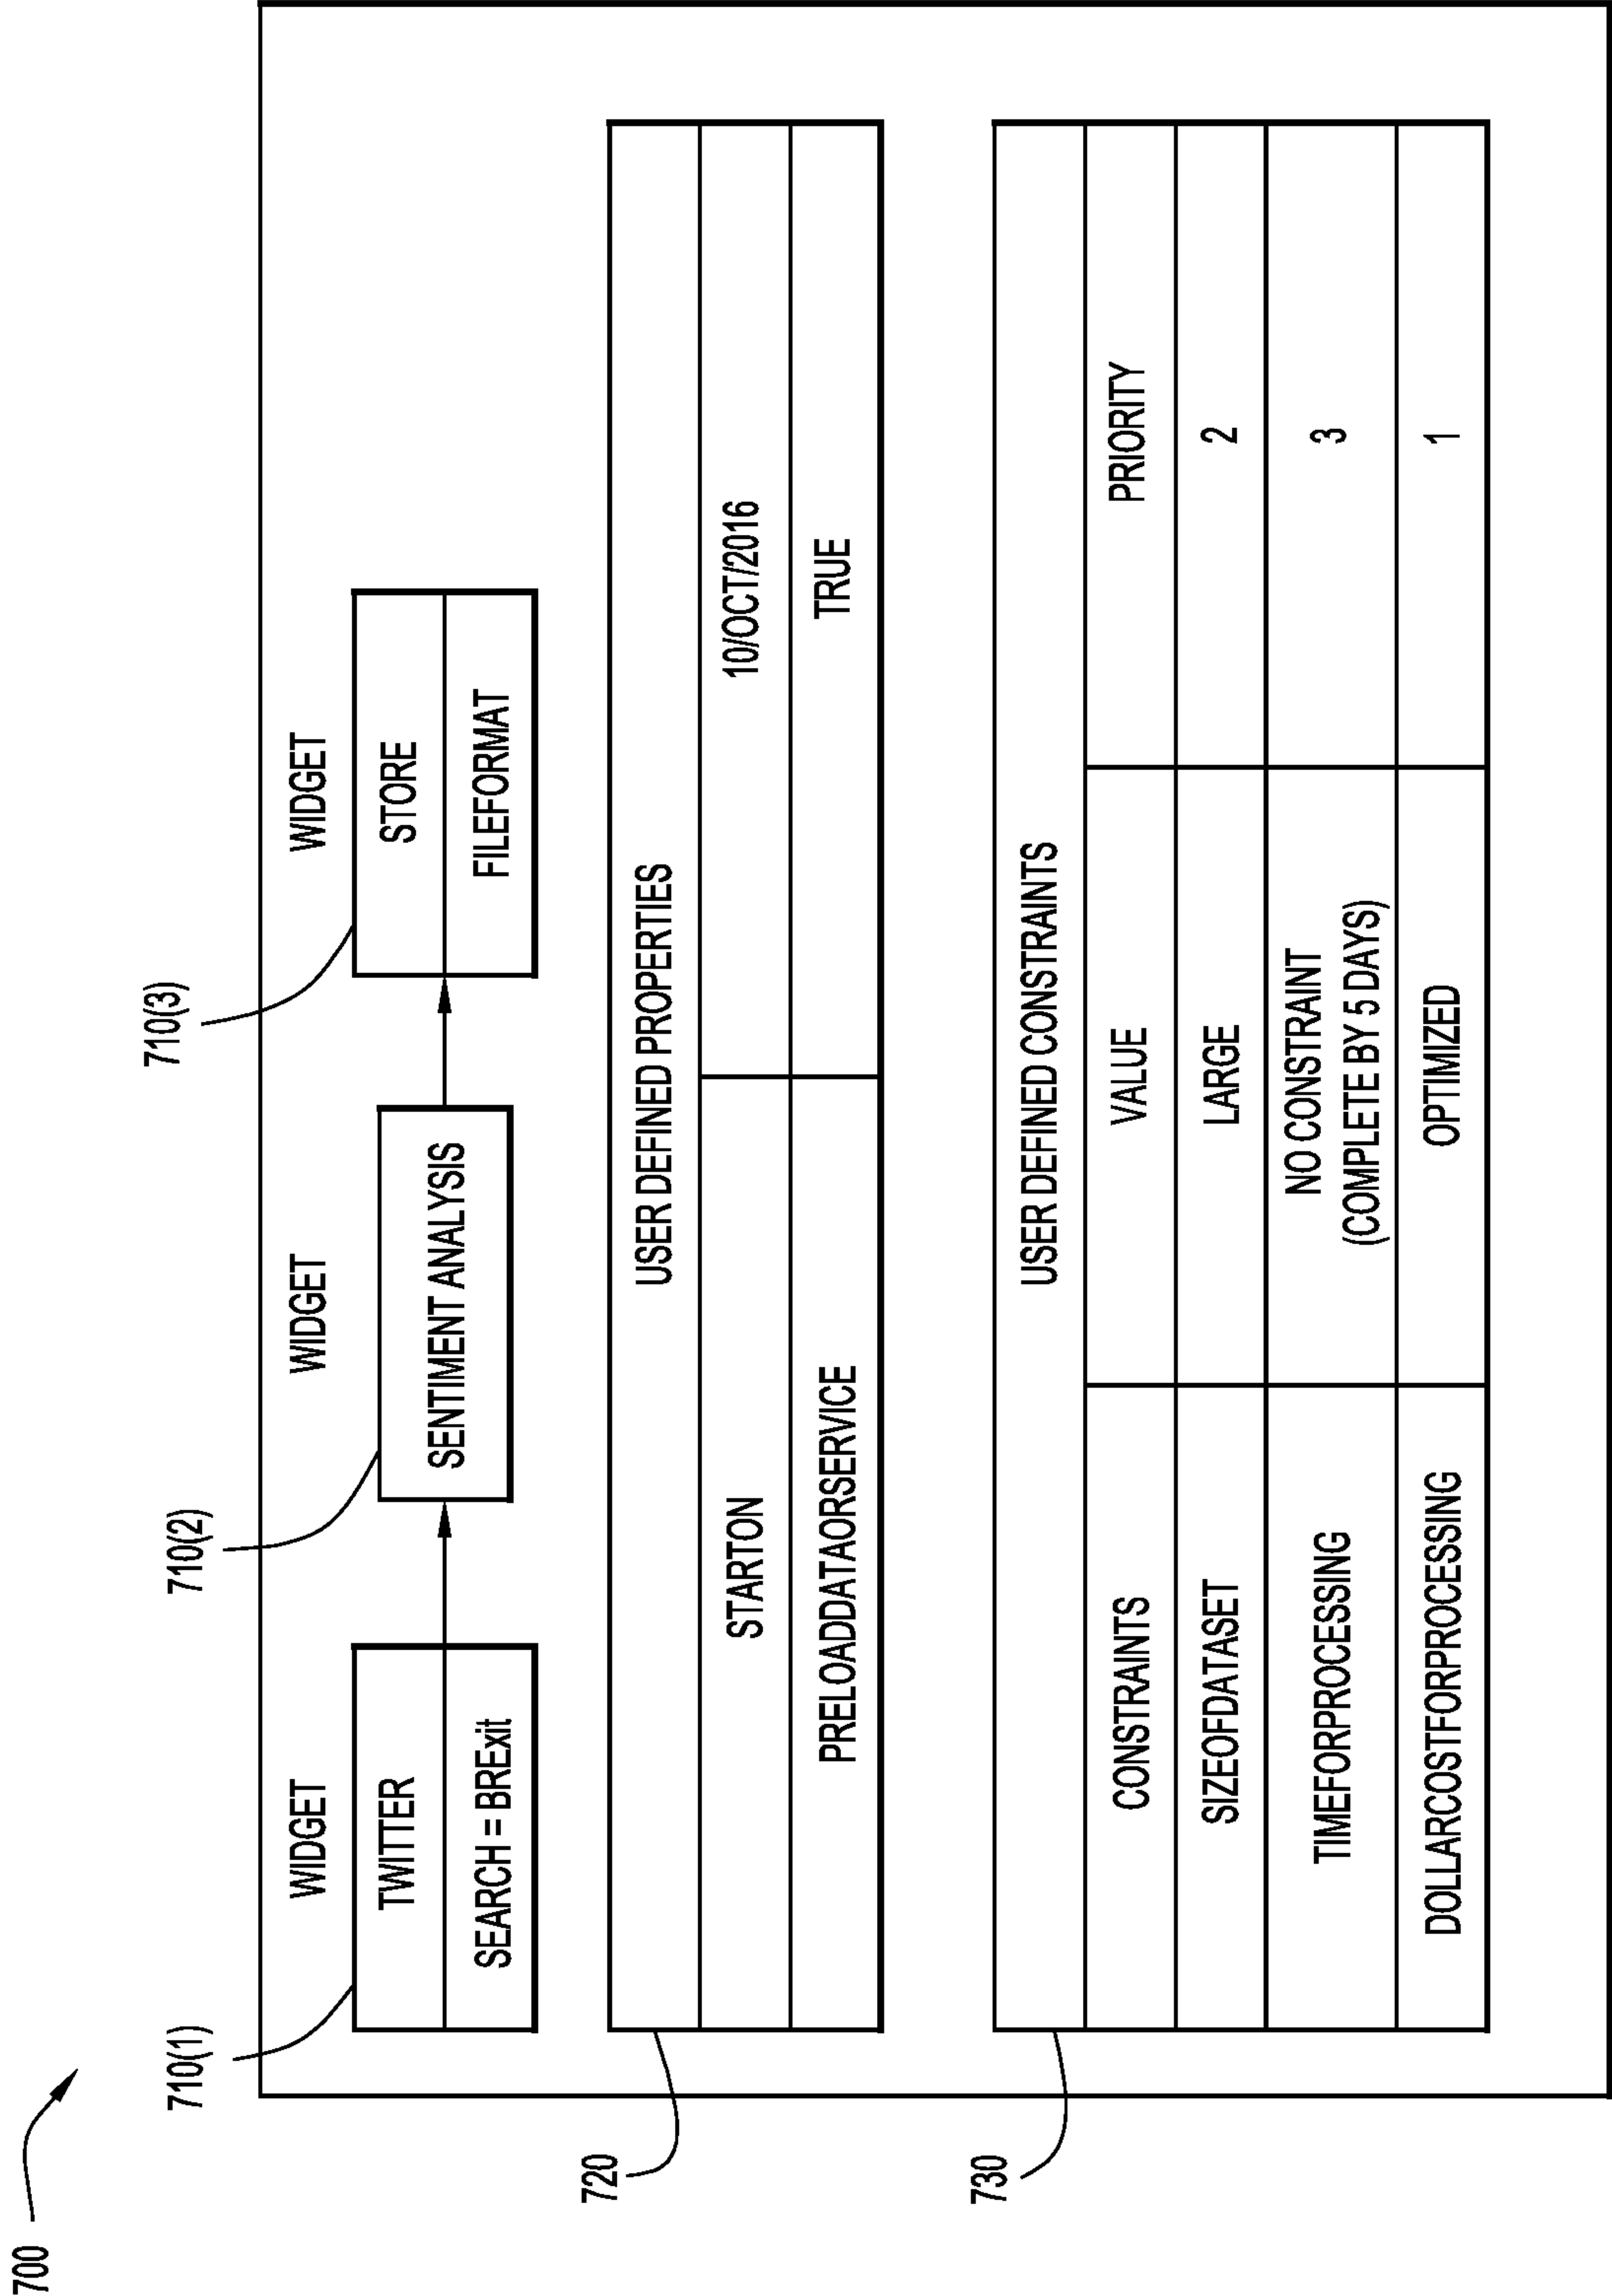 700
710(1)
710(2)
710(3)
WIDGET
WIDGET
WIDGET
TWITTER
SEARCH = BRExit
SENTIMENT ANALYSIS
STORE
FILEFORMAT
720
USER DEFINED PROPERTIES
STARTON
10/OCT/2016
PRELOADDATAORSERVICE
TRUE
730
USER DEFINED CONSTRAINTS
CONSTRAINTS
VALUE
PRIORITY
SIZEOFDATASET
LARGE
2
TIMEFORPROCESSING
NO CONSTRAINT
(COMPLETE BY 5 DAYS)
3
DOLLARCOSTFORPROCESSING
OPTIMIZED
1